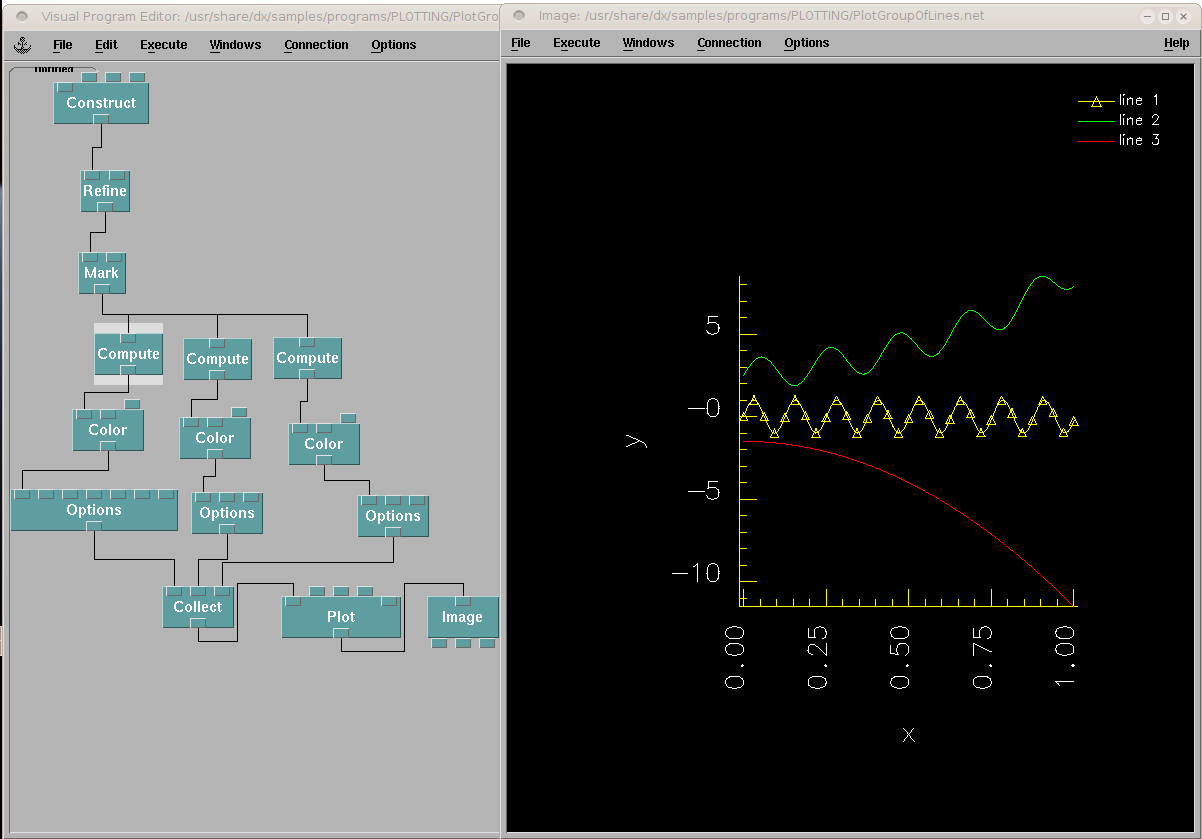 Visual Program Editor: /usr/share/dx/samples/programs/PLOTTING/PlotGro
File Edit Execute Windows Connection Options
Untitled
Construct
Refine
Mark
Compute Compute Compute
Color Color Color
Options Options Options
Collect Plot Image
Image: /usr/share/dx/samples/programs/PLOTTING/PlotGroupOfLines.net
File Execute Windows Connection Options Help
line 1
line 2
line 3
5
−0
−5
−10
y
0.00 0.25 0.50 0.75 1.00
x